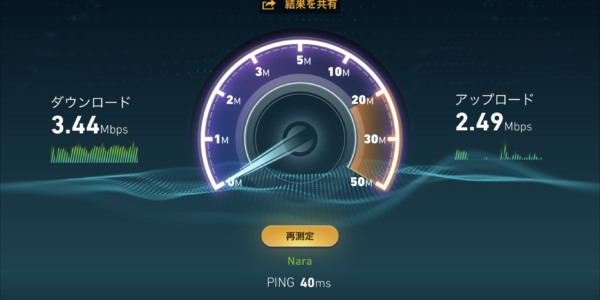 結果を共有
ダウンロード
3.44Mbps
アップロード
2.49Mbps
0M
1M
2M
3M
5M
10M
20M
30M
50M
再測定
Nara
PING 40ms